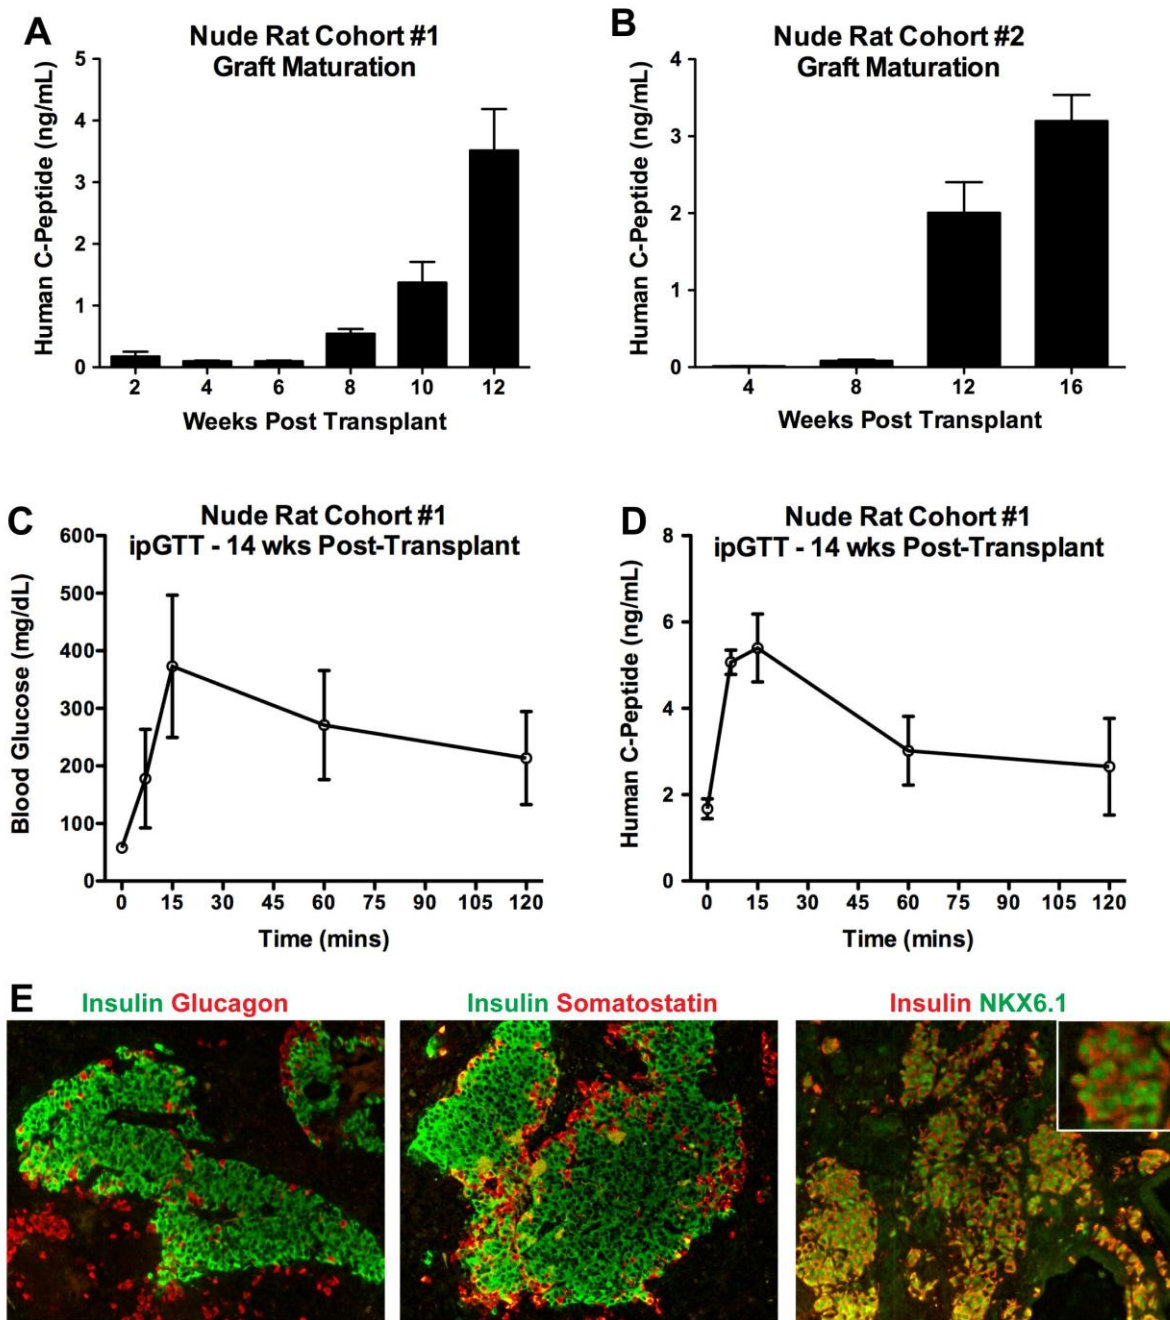 A
Nude Rat Cohort #1
Graft Maturation
Human C-Peptide (ng/mL)
5
4
3
2
1
0
2 4 6 8 10 12
Weeks Post Transplant
B
Nude Rat Cohort #2
Graft Maturation
Human C-Peptide (ng/mL)
4
3
2
1
0
4 8 12 16
Weeks Post Transplant
C
Nude Rat Cohort #1
ipGTT - 14 wks Post-Transplant
Blood Glucose (mg/dL)
600
500
400
300
200
100
0
0 15 30 45 60 75 90 105 120
Time (mins)
D
Nude Rat Cohort #1
ipGTT - 14 wks Post-Transplant
Human C-Peptide (ng/mL)
8
6
4
2
0
0 15 30 45 60 75 90 105 120
Time (mins)
E
Insulin Glucagon
Insulin Somatostatin
Insulin NKX6.1